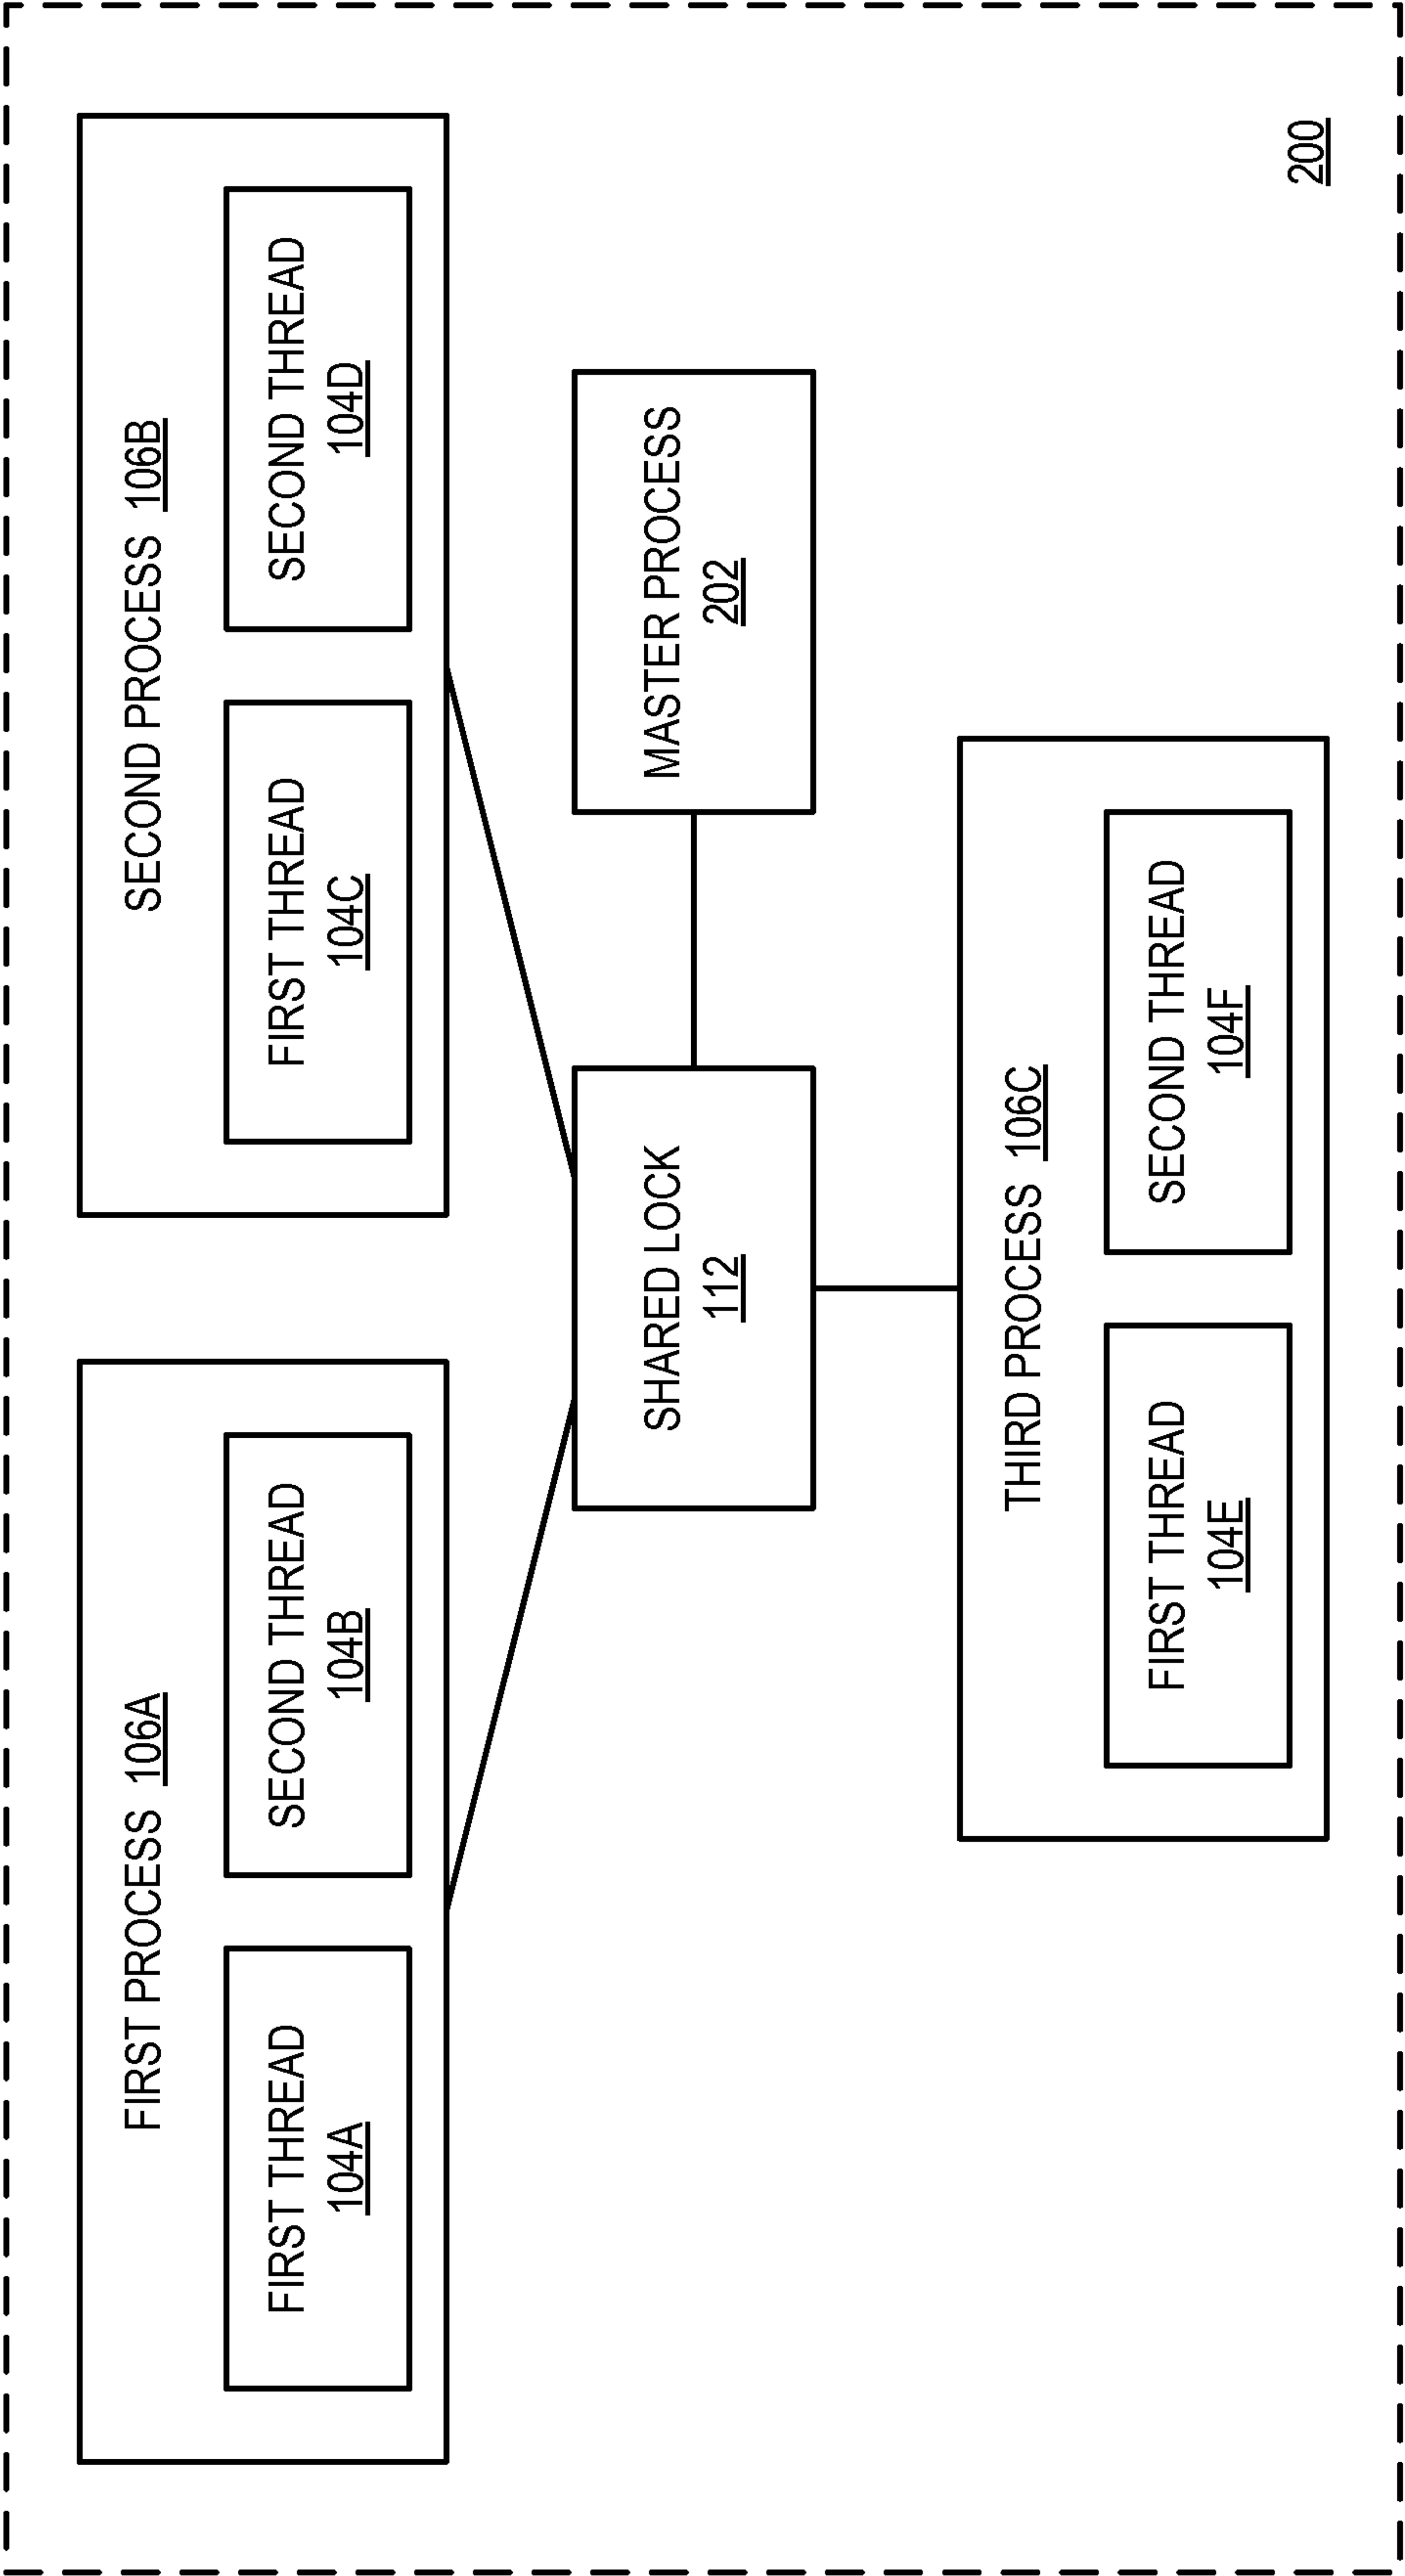 FIRST PROCESS 106A
FIRST THREAD
104A
SECOND THREAD
104B
SECOND PROCESS 106B
FIRST THREAD
104C
SECOND THREAD
104D
SHARED LOCK
112
MASTER PROCESS
202
THIRD PROCESS 106C
FIRST THREAD
104E
SECOND THREAD
104F
200